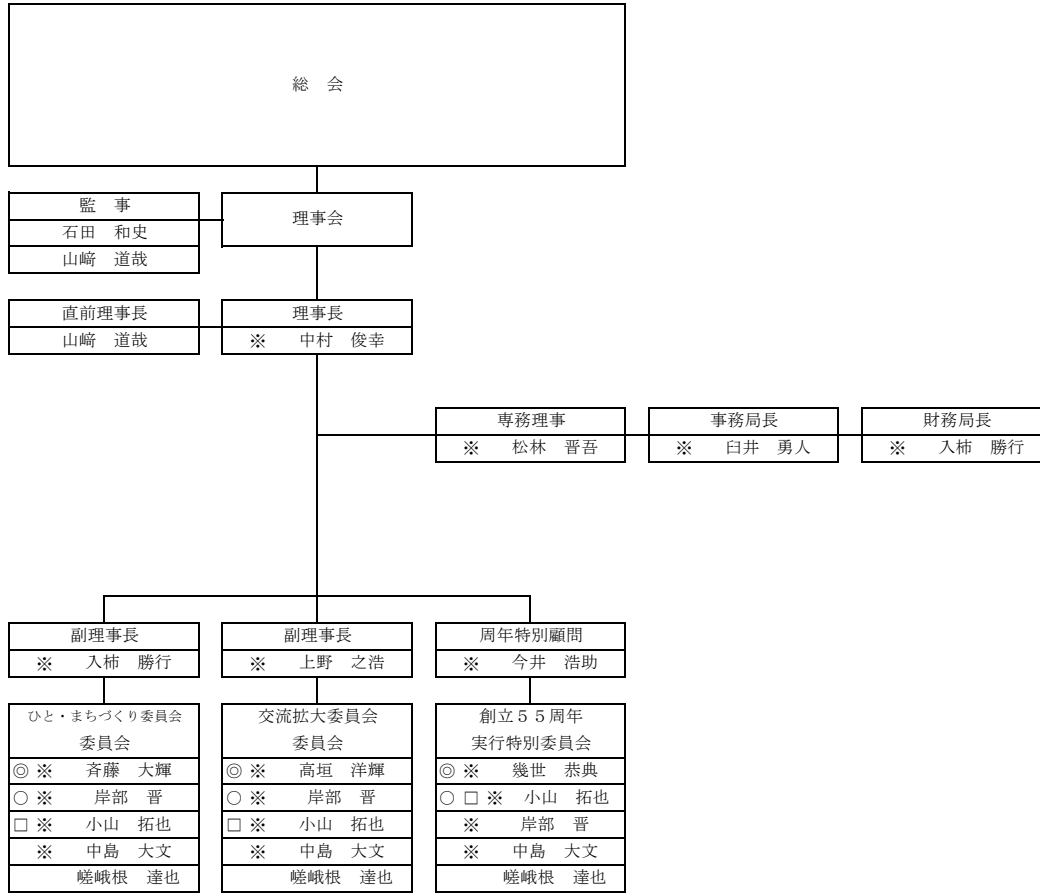 総　会
監　事
石田　和史
山﨑　道哉
理事会
直前理事長
山﨑　道哉
理事長
※　中村　俊幸
専務理事
※　松林　晋吾
事務局長
※　臼井　勇人
財務局長
※　入柿　勝行
副理事長
※　入柿　勝行
副理事長
※　上野　之浩
周年特別顧問
※　今井　浩助
ひと・まちづくり委員会
委員会
◎ ※　斉藤　大輝
○ ※　岸部　晋
□ ※　小山　拓也
※　中島　大文
嵯峨根　達也
交流拡大委員会
委員会
◎ ※　高垣　洋輝
○ ※　岸部　晋
□ ※　小山　拓也
※　中島　大文
嵯峨根　達也
創立５５周年
実行特別委員会
◎ ※　幾世　恭典
○ □ ※　小山　拓也
※　岸部　晋
※　中島　大文
嵯峨根　達也